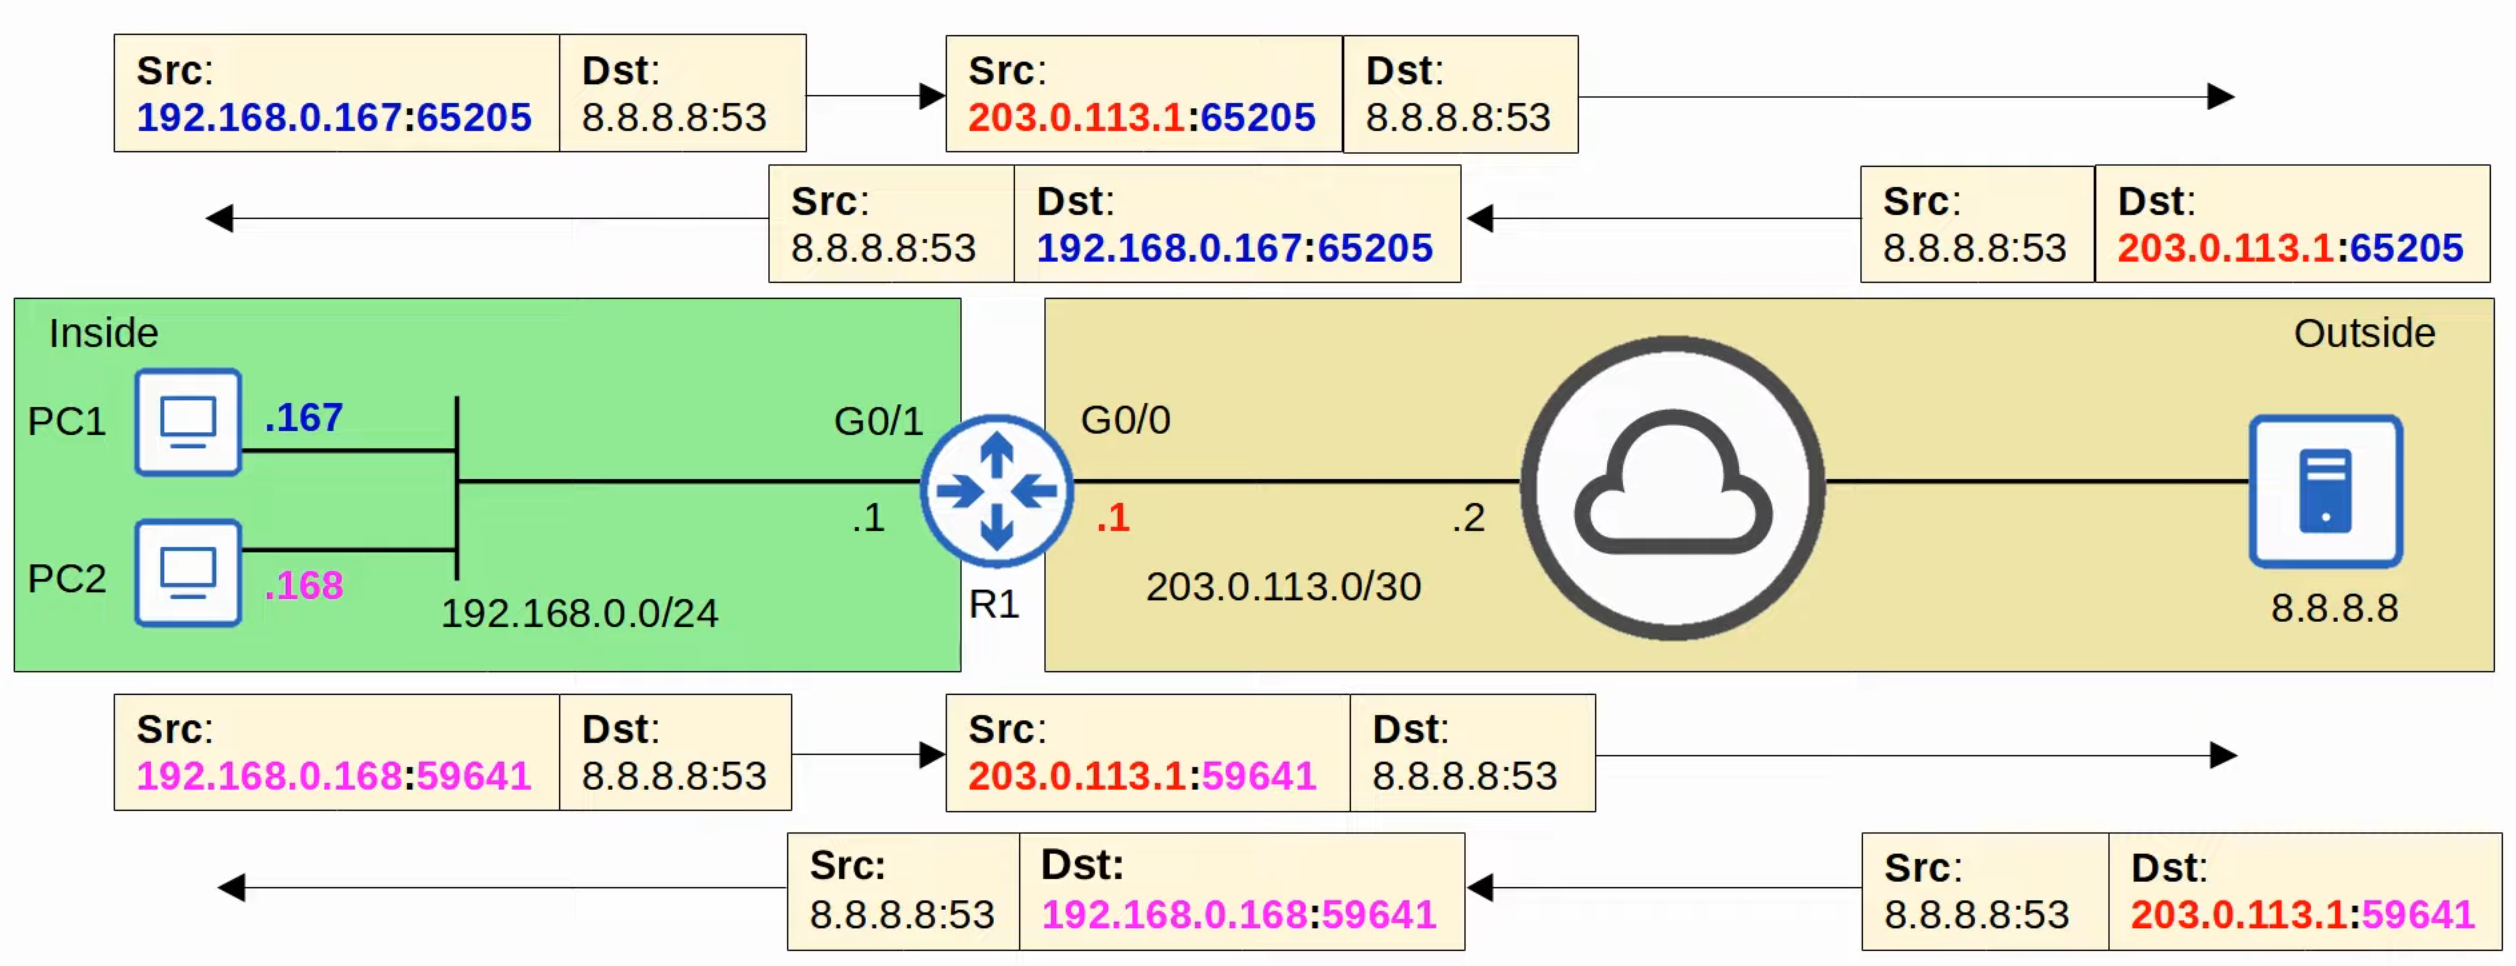 Src:
192.168.0.167:65205
Dst:
8.8.8.8:53
Src:
203.0.113.1:65205
Dst:
8.8.8.8:53
Src:
8.8.8.8:53
Dst:
192.168.0.167:65205
Src:
8.8.8.8:53
Dst:
203.0.113.1:65205
Inside
Outside
PC1
.167
G0/1
G0/0
.1
.1
.2
PC2
.168
192.168.0.0/24
R1
203.0.113.0/30
8.8.8.8
Src:
192.168.0.168:59641
Dst:
8.8.8.8:53
Src:
203.0.113.1:59641
Dst:
8.8.8.8:53
Src:
8.8.8.8:53
Dst:
192.168.0.168:59641
Src:
8.8.8.8:53
Dst:
203.0.113.1:59641